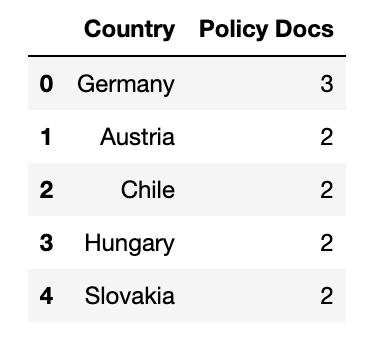 Country Policy Docs
0 Germany 3
1 Austria 2
2 Chile 2
3 Hungary 2
4 Slovakia 2